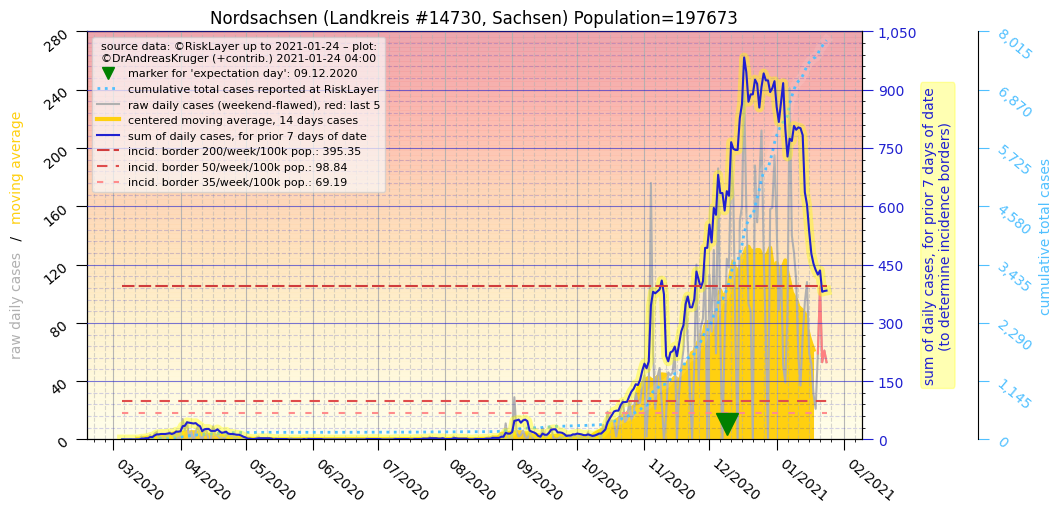 Nordsachsen (Landkreis #14730, Sachsen) Population=197673
source data: ©RiskLayer up to 2021-01-24 – plot:
©DrAndreasKruger (+contrib.) 2021-01-24 04:00
marker for 'expectation day': 09.12.2020
cumulative total cases reported at RiskLayer
raw daily cases (weekend-flawed), red: last 5
centered moving average, 14 days cases
sum of daily cases, for prior 7 days of date
incid. border 200/week/100k pop.: 395.35
incid. border 50/week/100k pop.: 98.84
incid. border 35/week/100k pop.: 69.19
raw daily cases / moving average
280
240
200
160
120
80
40
0
03/2020
04/2020
05/2020
06/2020
07/2020
08/2020
09/2020
10/2020
11/2020
12/2020
01/2021
02/2021
1,050
900
750
600
450
300
150
0
sum of daily cases, for prior 7 days of date
(to determine incidence borders)
8,015
6,870
5,725
4,580
3,435
2,290
1,145
0
cumulative total cases